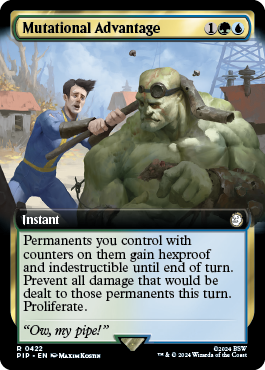 Mutational Advantage 1
Instant
Permanents you control with
counters on them gain hexproof
and indestructible until end of turn.
Prevent all damage that would be
dealt to those permanents this turn.
Proliferate.
“Ow, my pipe!”
R 0422
PIP • EN Maxim Kostin
©2024 BSW
™ & © 2024 Wizards of the Coast